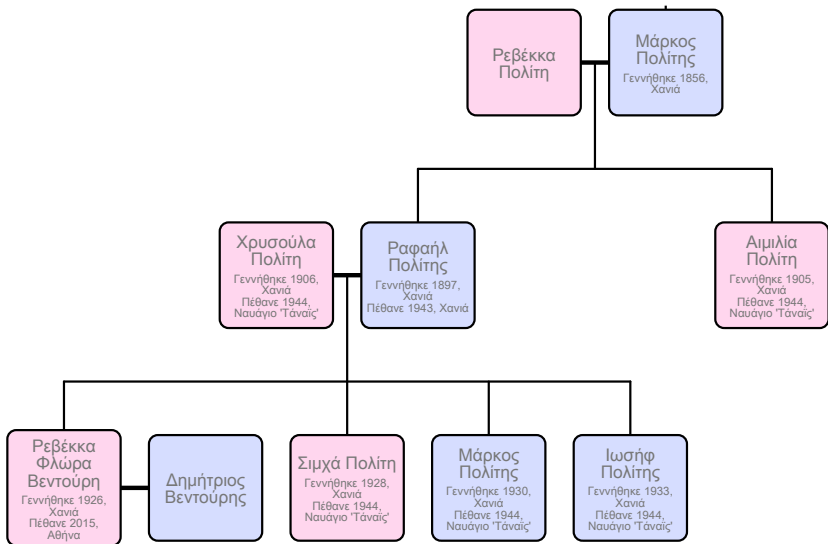 Ρεβέκκα
Πολίτη
Μάρκος
Πολίτης
Γεννήθηκε 1856,
Χανιά
Χρυσούλα
Πολίτη
Γεννήθηκε 1906,
Χανιά
Πέθανε 1944,
Ναυάγιο 'Τάναϊς'
Ραφαήλ
Πολίτης
Γεννήθηκε 1897,
Χανιά
Πέθανε 1943, Χανιά
Αιμιλία
Πολίτη
Γεννήθηκε 1905,
Χανιά
Πέθανε 1944,
Ναυάγιο 'Τάναϊς'
Ρεβέκκα
Φλώρα
Βεντούρη
Γεννήθηκε 1926,
Χανιά
Πέθανε 2015,
Αθήνα
Δημήτριος
Βεντούρης
Σιμχά Πολίτη
Γεννήθηκε 1928,
Χανιά
Πέθανε 1944,
Ναυάγιο 'Τάναϊς'
Μάρκος
Πολίτης
Γεννήθηκε 1930,
Χανιά
Πέθανε 1944,
Ναυάγιο 'Τάναϊς'
Ιωσήφ
Πολίτης
Γεννήθηκε 1933,
Χανιά
Πέθανε 1944,
Ναυάγιο 'Τάναϊς'